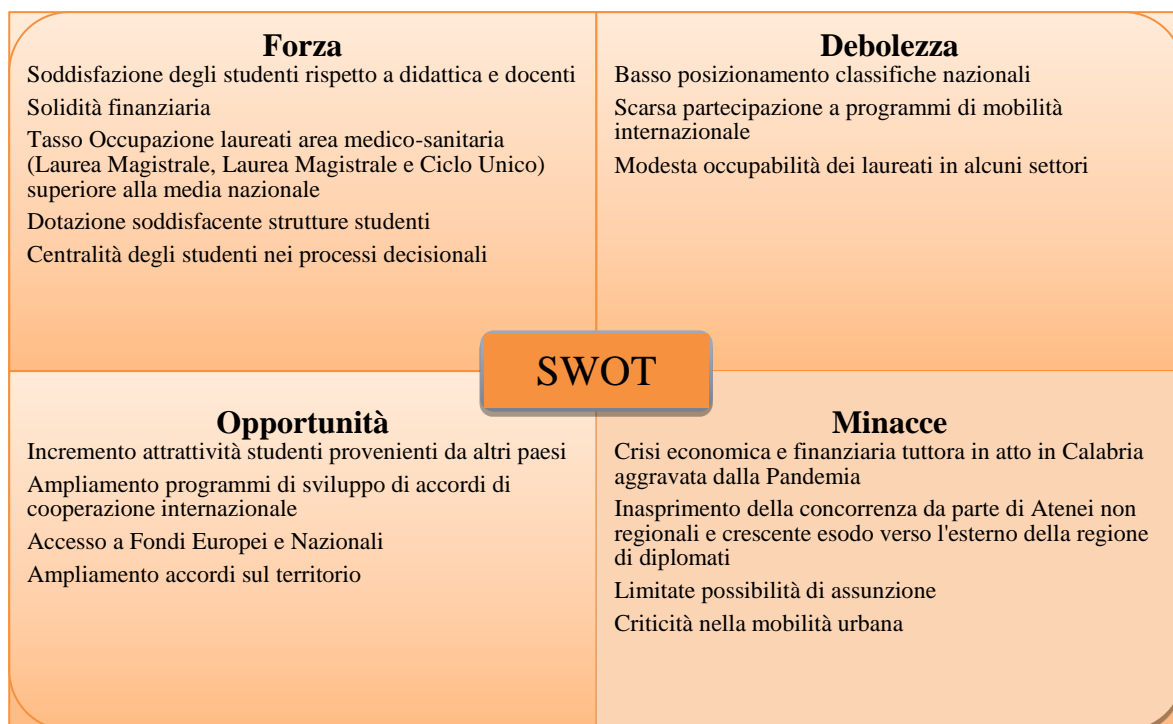 Forza
Soddisfazione degli studenti rispetto a didattica e docenti
Solidità finanziaria
Tasso Occupazione laureati area medico-sanitaria
(Laurea Magistrale, Laurea Magistrale e Ciclo Unico)
superiore alla media nazionale
Dotazione soddisfacente strutture studenti
Centralità degli studenti nei processi decisionali
Debolezza
Basso posizionamento classifiche nazionali
Scarsa partecipazione a programmi di mobilità
internazionale
Modesta occupabilità dei laureati in alcuni settori
SWOT
Opportunità
Incremento attrattività studenti provenienti da altri paesi
Ampliamento programmi di sviluppo di accordi di
cooperazione internazionale
Accesso a Fondi Europei e Nazionali
Ampliamento accordi sul territorio
Minacce
Crisi economica e finanziaria tuttora in atto in Calabria
aggravata dalla Pandemia
Inasprimento della concorrenza da parte di Atenei non
regionali e crescente esodo verso l'esterno della regione
di diplomati
Limitate possibilità di assunzione
Criticità nella mobilità urbana